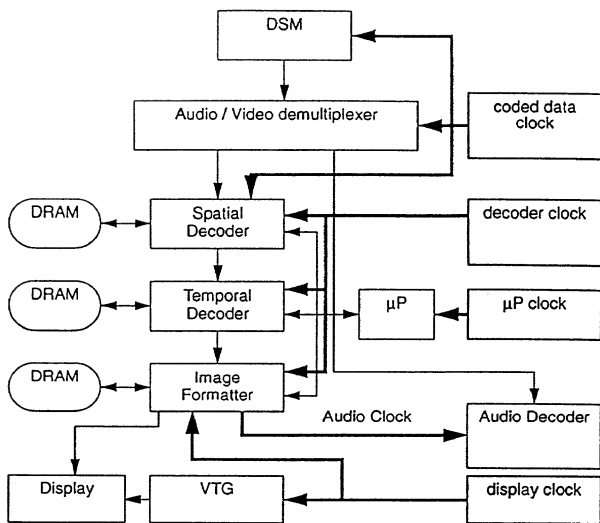 DSM
Audio / Video demultiplexer
coded data
clock
DRAM
Spatial
Decoder
decoder clock
DRAM
Temporal
Decoder
μP
μP clock
DRAM
Image
Formatter
Audio Clock
Audio Decoder
Display
VTG
display clock